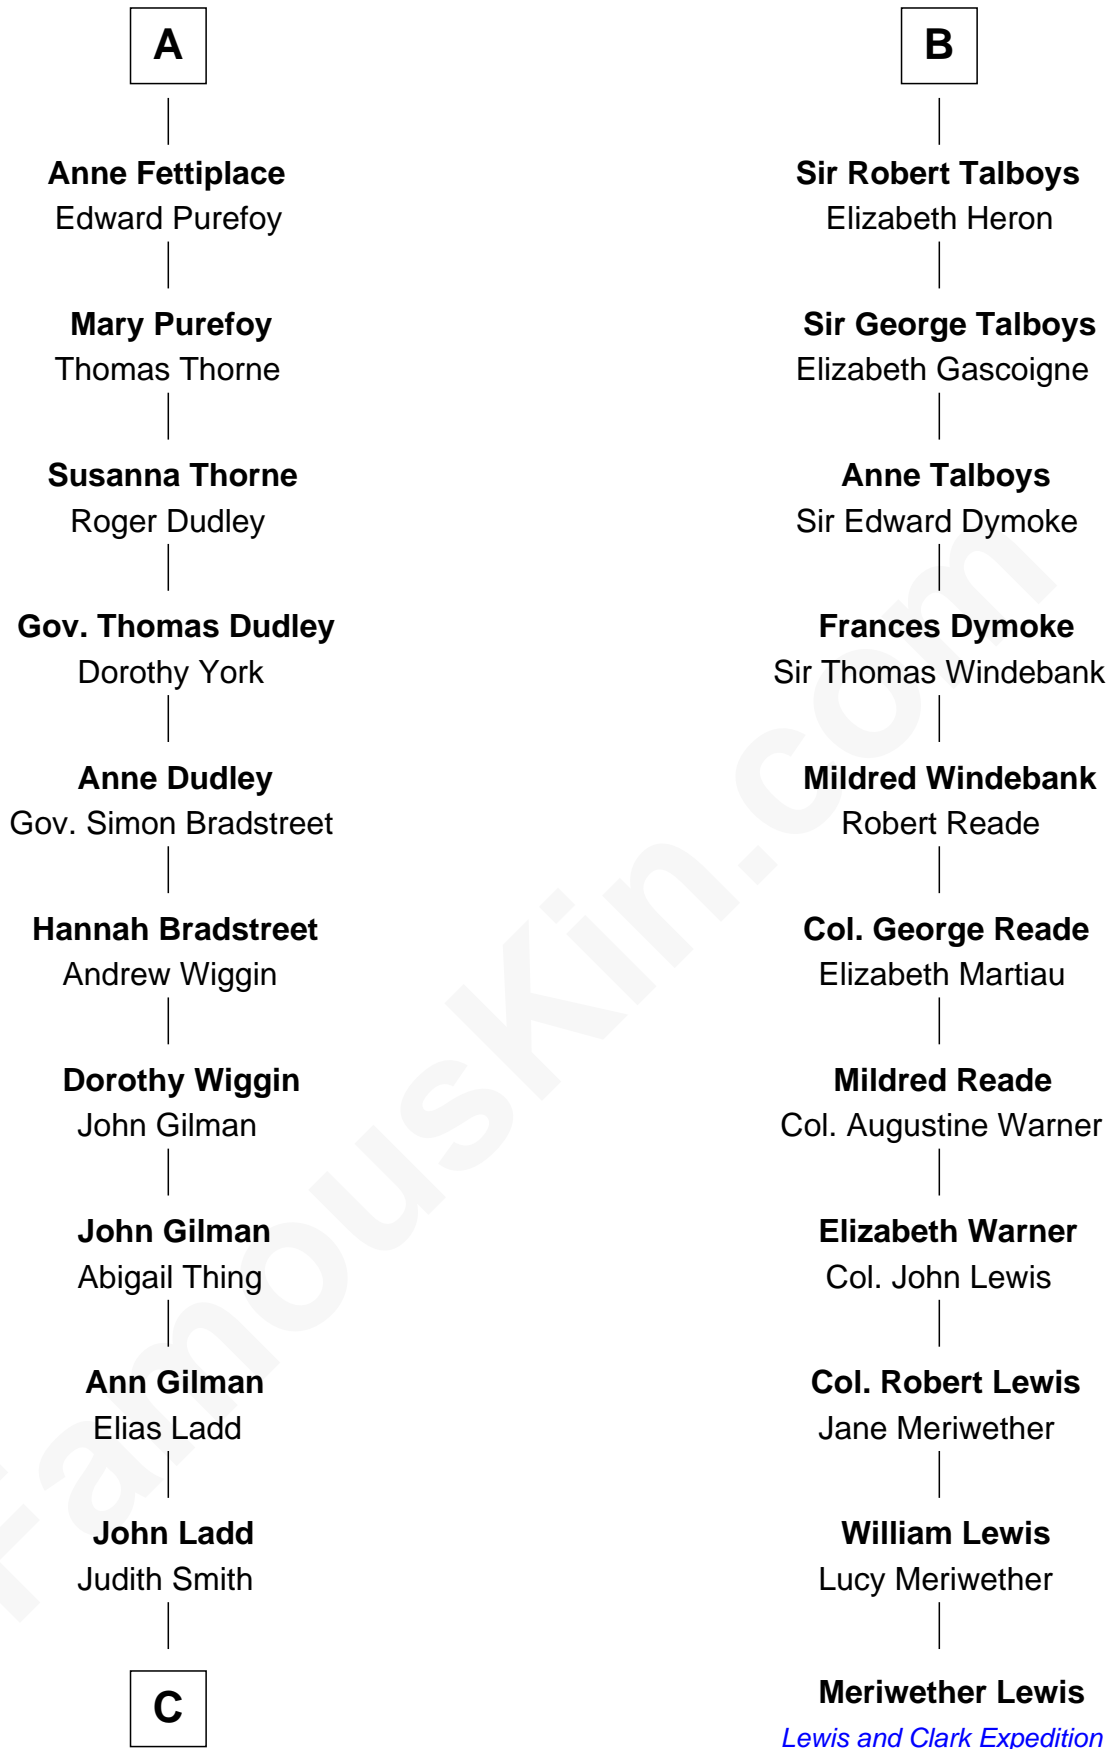 A
Anne Fettiplace
Edward Purefoy
Mary Purefoy
Thomas Thorne
Susanna Thorne
Roger Dudley
Gov. Thomas Dudley
Dorothy York
Anne Dudley
Gov. Simon Bradstreet
Hannah Bradstreet
Andrew Wiggin
Dorothy Wiggin
John Gilman
John Gilman
Abigail Thing
Ann Gilman
Elias Ladd
John Ladd
Judith Smith
C
B
Sir Robert Talboys
Elizabeth Heron
Sir George Talboys
Elizabeth Gascoigne
Anne Talboys
Sir Edward Dymoke
Frances Dymoke
Sir Thomas Windebank
Mildred Windebank
Robert Reade
Col. George Reade
Elizabeth Martiau
Mildred Reade
Col. Augustine Warner
Elizabeth Warner
Col. John Lewis
Col. Robert Lewis
Jane Meriwether
William Lewis
Lucy Meriwether
Meriwether Lewis
Lewis and Clark Expedition
FamousKin.com